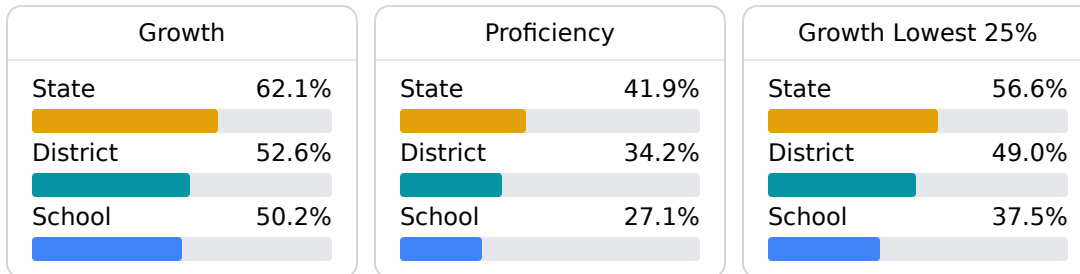 Growth
State 62.1%
District 52.6%
School 50.2%
Proficiency
State 41.9%
District 34.2%
School 27.1%
Growth Lowest 25%
State 56.6%
District 49.0%
School 37.5%